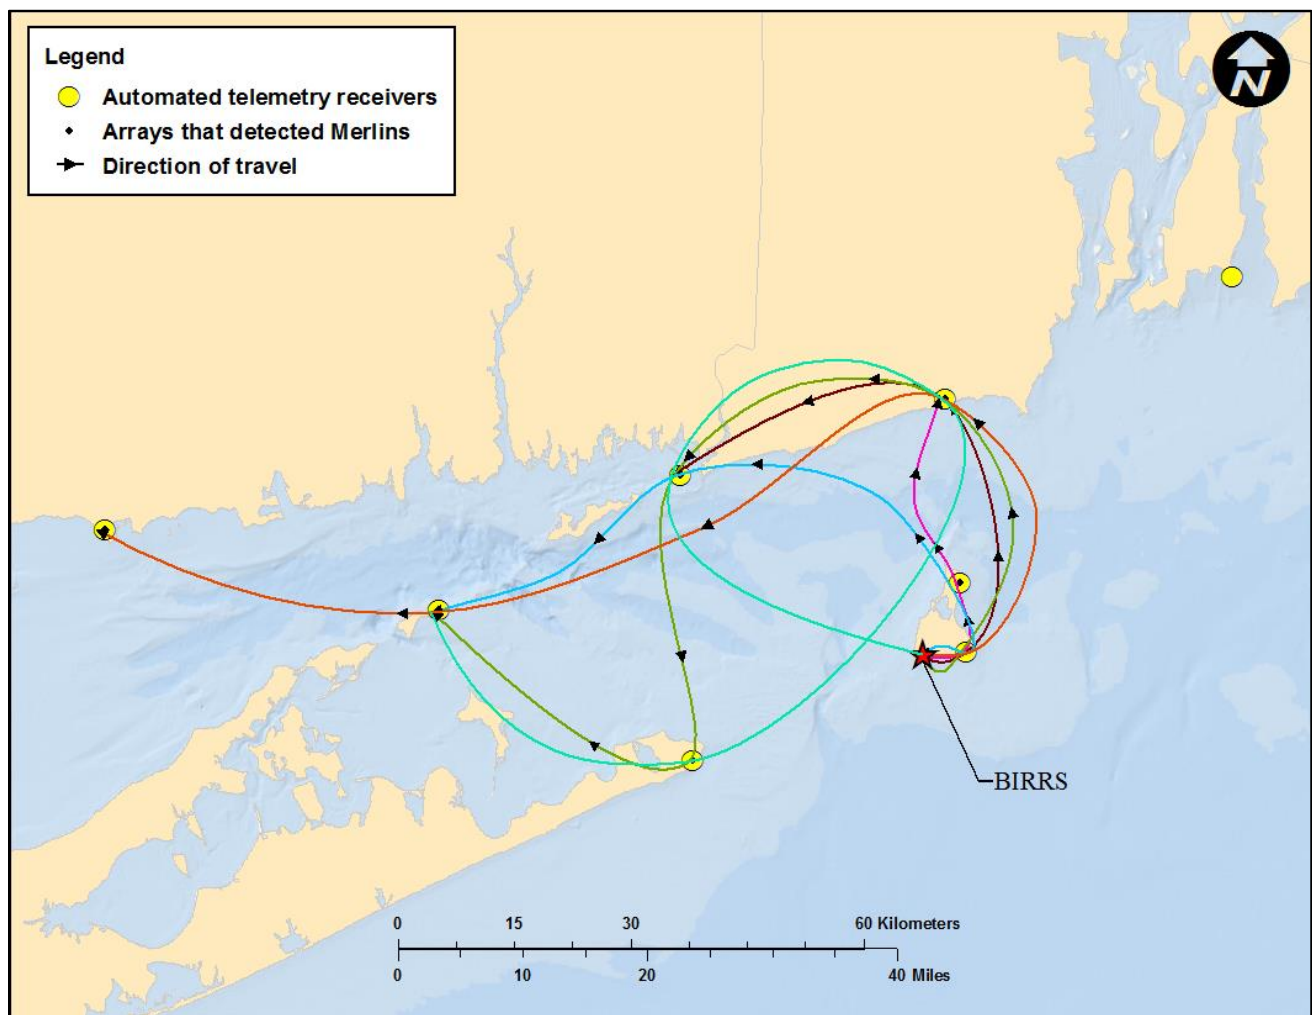 Legend
Automated telemetry receivers
Arrays that detected Merlins
Direction of travel
N
BIRRS
0 15 30 60 Kilometers
0 10 20 40 Miles